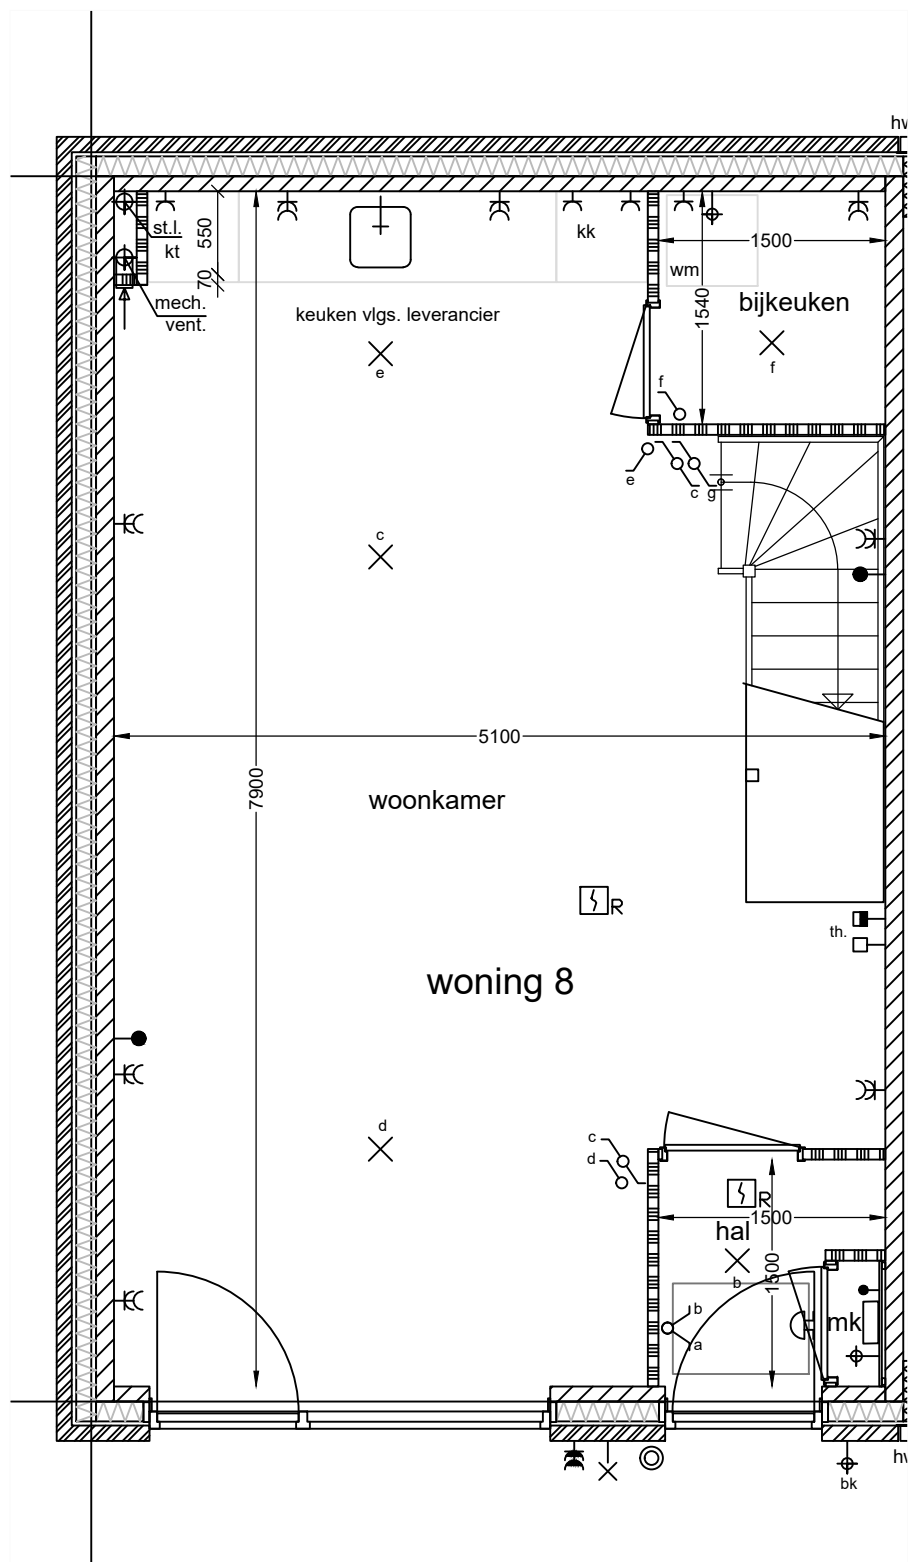 hw
st.l.
kt
550
70
kk
1500
wm
bijkeuken
mech.
vent.
keuken vlgs. leverancier
1540
e
f
f
e
c
g
c
5100
7900
woonkamer
R
th.
woning 8
d
c
d
R
1500
hal
b
1500
b
a
mk
hw
bk